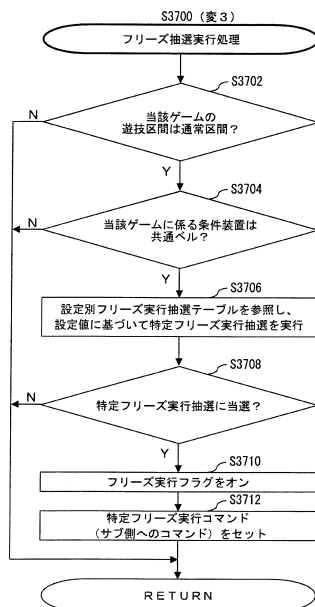 S3700（変３）
フリーズ抽選実行処理
S3702
当該ゲームの
遊技区間は通常区間？
N
Y
S3704
当該ゲームに係る条件装置は
共通ベル？
N
Y
S3706
設定別フリーズ実行抽選テーブルを参照し、
設定値に基づいて特定フリーズ実行抽選を実行
S3708
特定フリーズ実行抽選に当選？
N
Y
S3710
フリーズ実行フラグをオン
S3712
特定フリーズ実行コマンド
（サブ側へのコマンド）をセット
ＲＥＴＵＲＮ